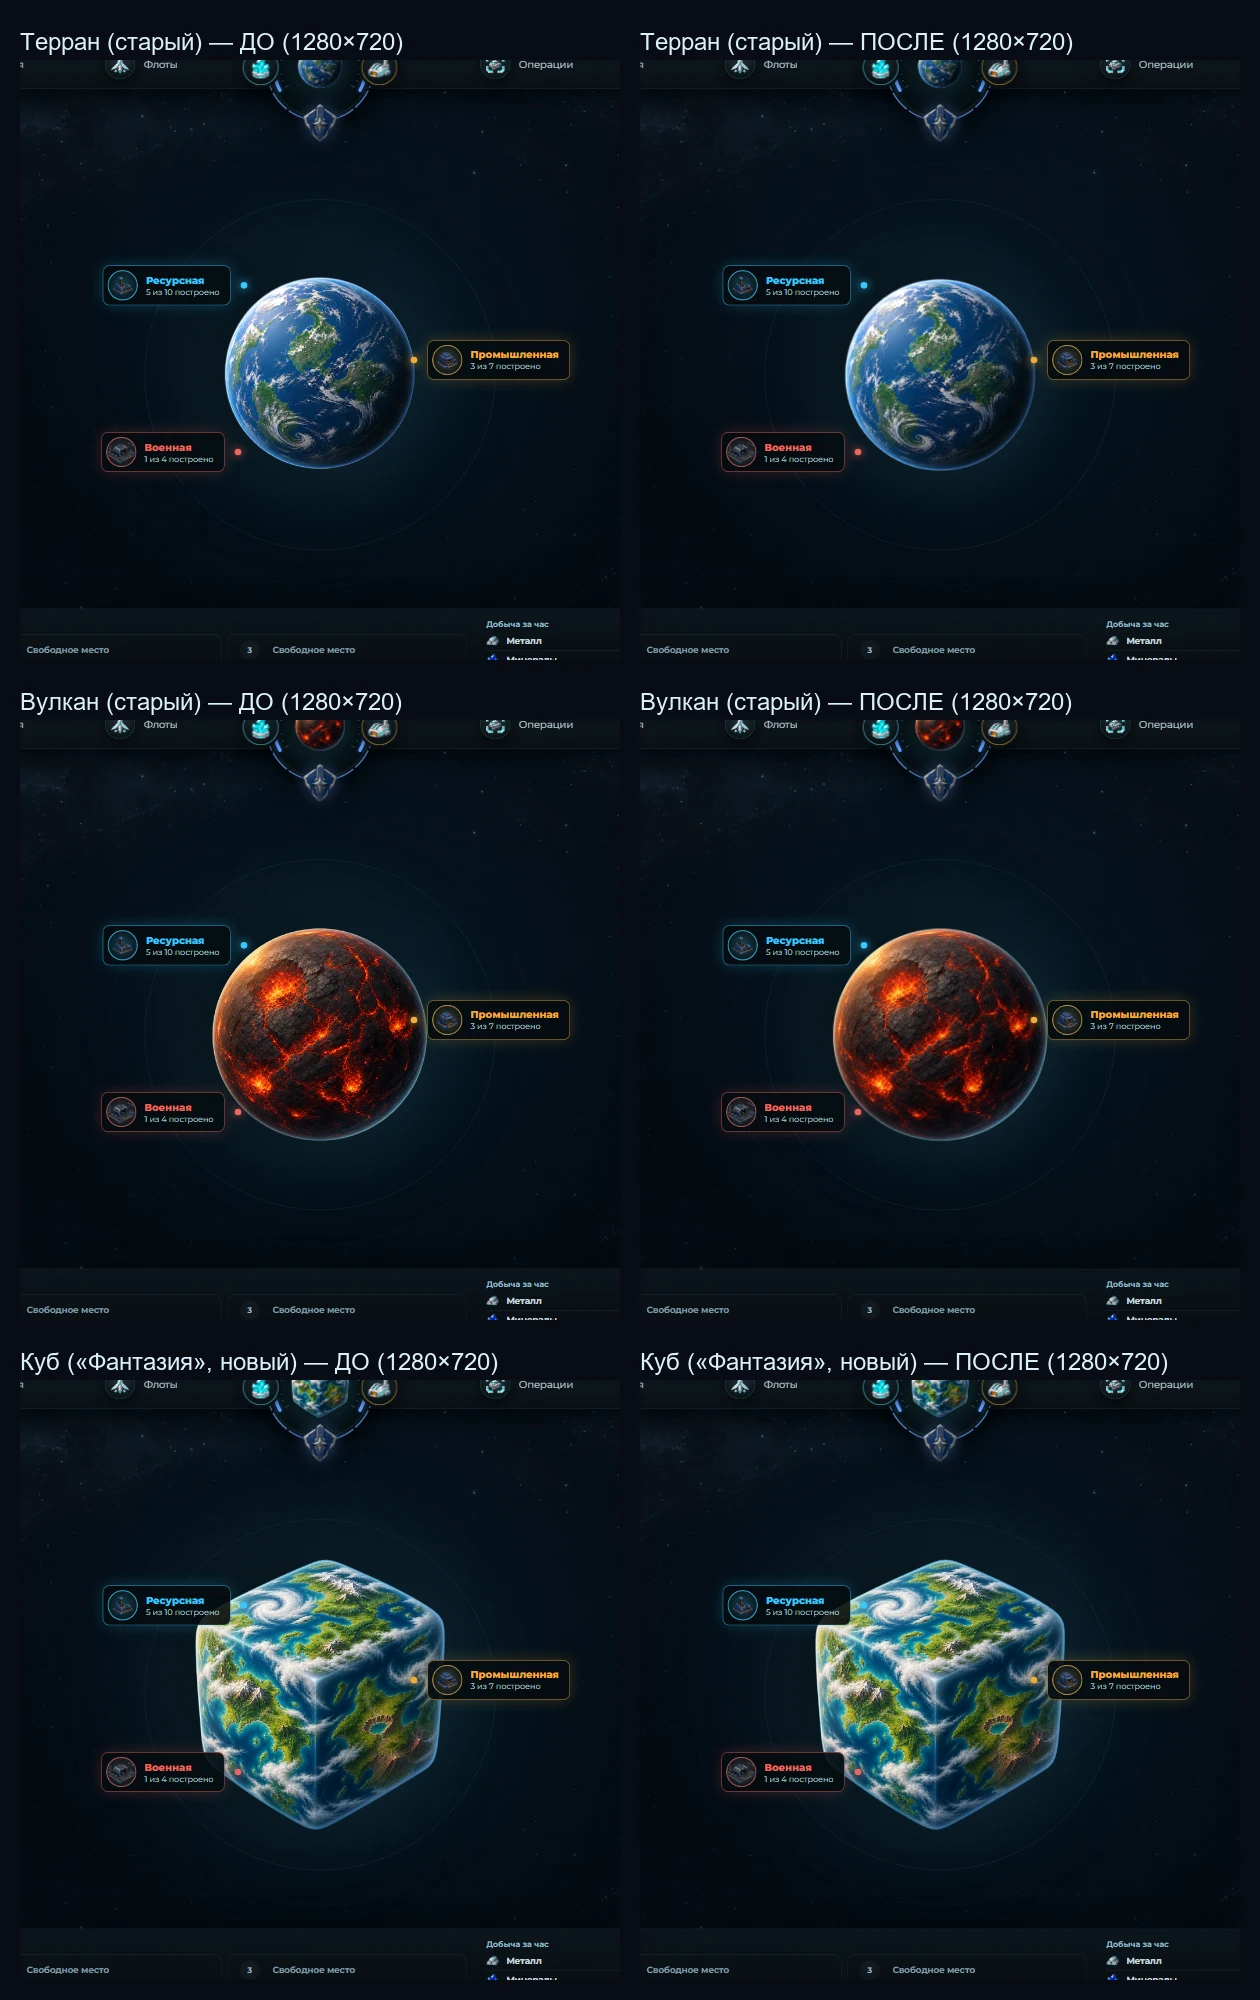 Терран (старый) — ДО (1280×720)
Терран (старый) — ПОСЛЕ (1280×720)
я
Флоты
Операции
Флоты
Операции
Ресурсная
5 из 10 построено
Промышленная
3 из 7 построено
Военная
1 из 4 построено
Ресурсная
5 из 10 построено
Промышленная
3 из 7 построено
Военная
1 из 4 построено
Свободное место
3
Свободное место
Добыча за час
Металл
Минералы
Свободное место
3
Свободное место
Добыча за час
Металл
Минералы
Вулкан (старый) — ДО (1280×720)
Вулкан (старый) — ПОСЛЕ (1280×720)
я
Флоты
Операции
Флоты
Операции
Ресурсная
5 из 10 построено
Промышленная
3 из 7 построено
Военная
1 из 4 построено
Ресурсная
5 из 10 построено
Промышленная
3 из 7 построено
Военная
1 из 4 построено
Свободное место
3
Свободное место
Добыча за час
Металл
Минералы
Свободное место
3
Свободное место
Добыча за час
Металл
Минералы
Куб («Фантазия», новый) — ДО (1280×720)
Куб («Фантазия», новый) — ПОСЛЕ (1280×720)
я
Флоты
Операции
Флоты
Операции
Ресурсная
5 из 10 построено
Промышленная
3 из 7 построено
Военная
1 из 4 построено
Ресурсная
5 из 10 построено
Промышленная
3 из 7 построено
Военная
1 из 4 построено
Свободное место
3
Свободное место
Добыча за час
Металл
Минералы
Свободное место
3
Свободное место
Добыча за час
Металл
Минералы